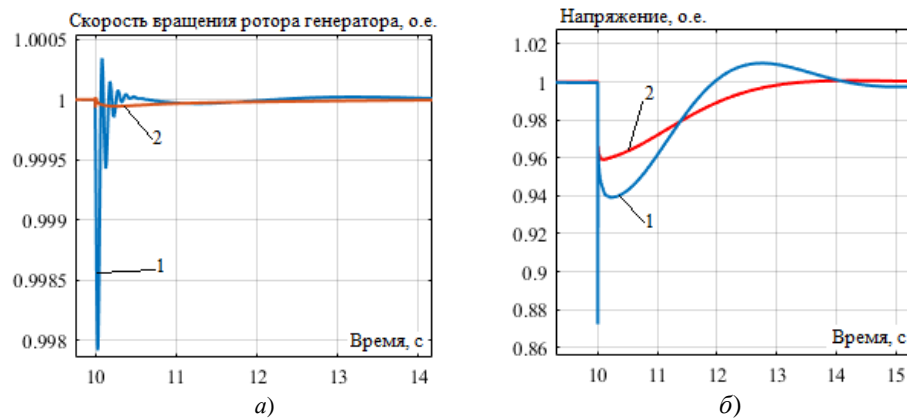 Скорость вращения ротора генератора, о.е.
1.0005
1
0.9995
0.999
0.9985
0.998
2
1
Время, с
10 11 12 13 14
а)
Напряжение, о.е.
1.02
1
0.98
0.96
0.94
0.92
0.9
0.88
0.86
2
1
Время, с
10 11 12 13 14 15
б)